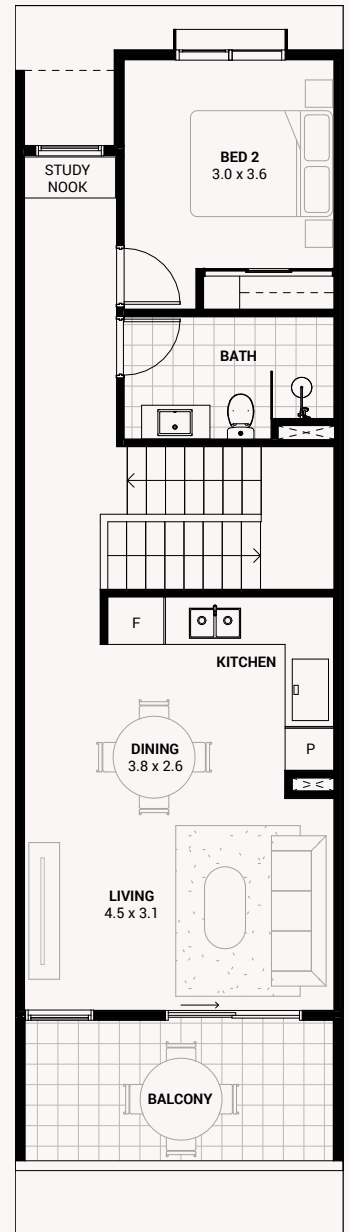 BED 2
3.0 x 3.6
STUDY
NOOK
BATH
F
KITCHEN
P
DINING
3.8 x 2.6
LIVING
4.5 x 3.1
BALCONY